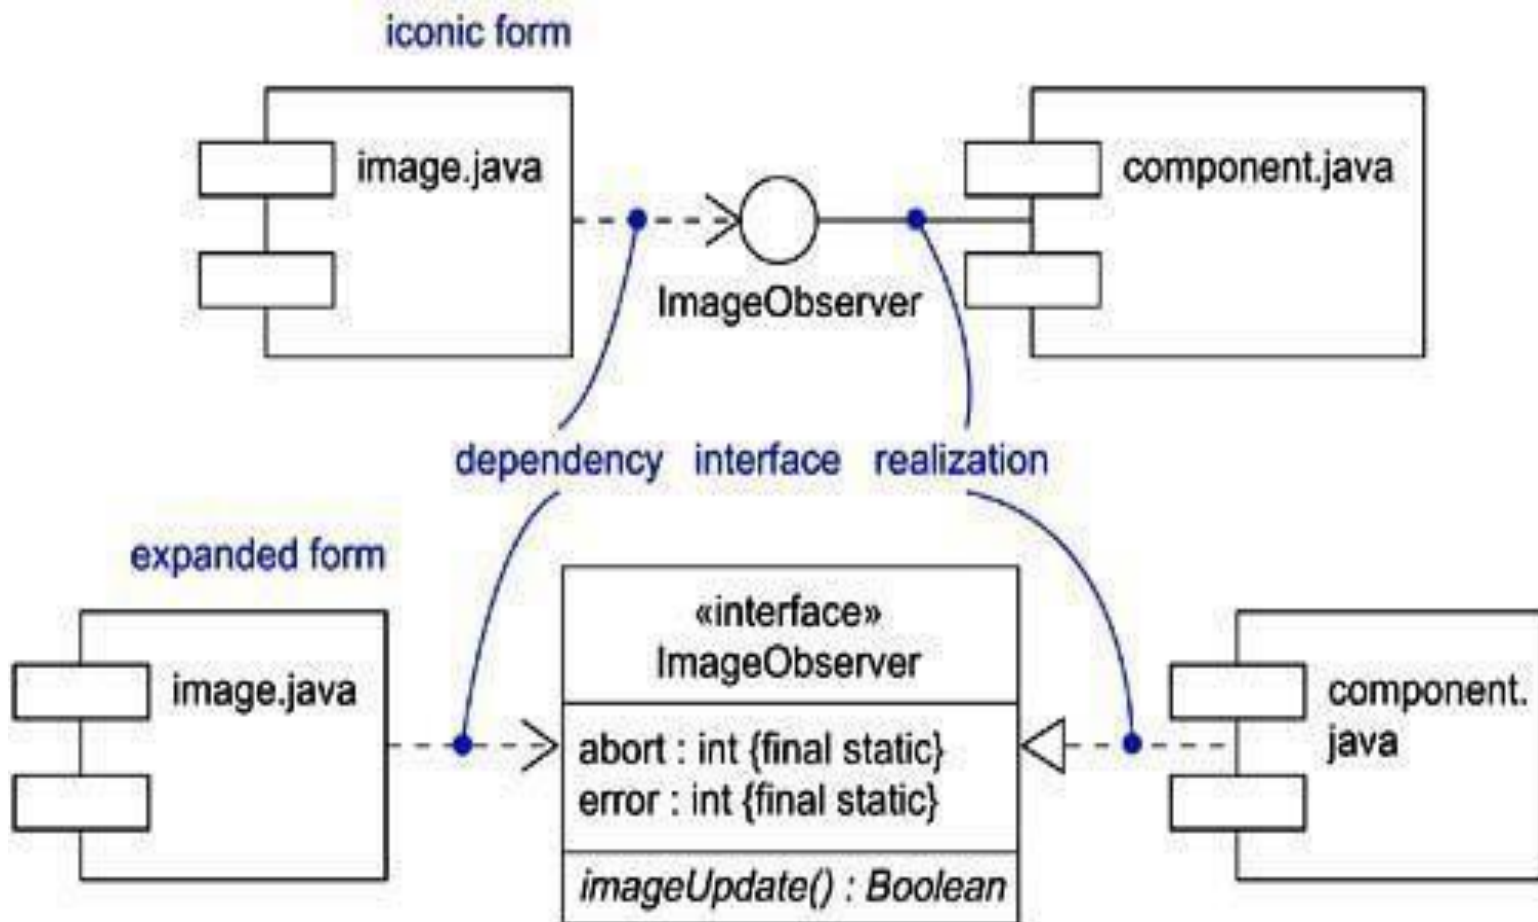 iconic form
image.java
component.java
ImageObserver
dependency interface realization
expanded form
«interface»
ImageObserver
image.java
component.
java
abort : int {final static}
error : int {final static}
imageUpdate() : Boolean